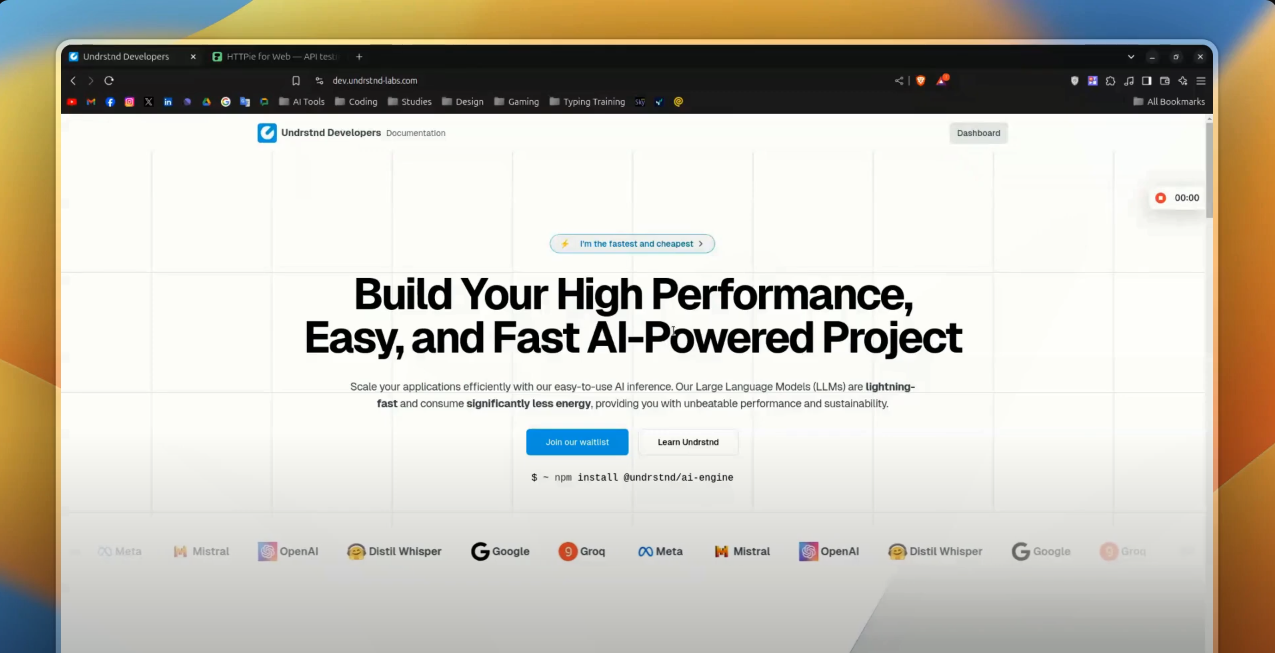 Undrstnd Developers
HTTPie for Web — API testi
dev.undrstnd-labs.com
AI Tools Coding Studies Design Gaming Typing Training All Bookmarks
Undrstnd Developers Documentation Dashboard
00:00
⚡ I'm the fastest and cheapest >
Build Your High Performance,
Easy, and Fast AI-Powered Project
Scale your applications efficiently with our easy-to-use AI inference. Our Large Language Models (LLMs) are lightning-
fast and consume significantly less energy, providing you with unbeatable performance and sustainability.
Join our waitlist Learn Undrstnd
$ ~ npm install @undrstnd/ai-engine
Meta Mistral OpenAI Distil Whisper Google Groq Meta Mistral OpenAI Distil Whisper Google Groq